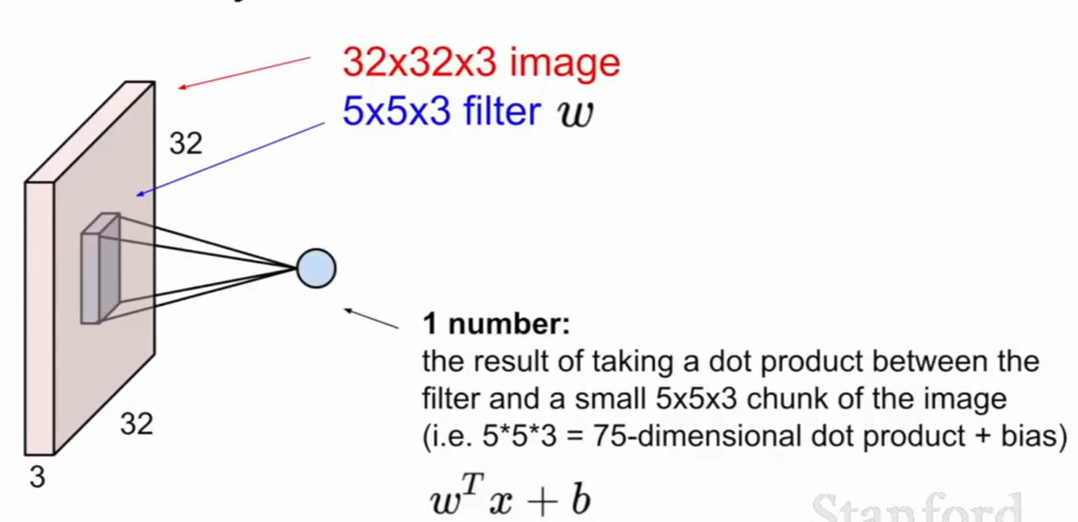 32x32x3 image
5x5x3 filter w
32
1 number:
the result of taking a dot product between the
filter and a small 5x5x3 chunk of the image
(i.e. 5*5*3 = 75-dimensional dot product + bias)
32
3
w^T x + b
Stanford